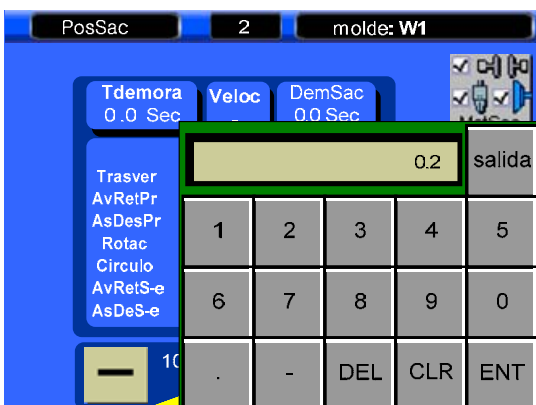 PosSac 2 molde: W1
Tdemora Veloc DemSac
0.0 Sec - 0.0 Sec
0.2 salida
Trasver
AvRetPr
AsDesPr
Rotac
Circulo
AvRetS-e
AsDeS-e
1 2 3 4 5
6 7 8 9 0
10
. - DEL CLR ENT